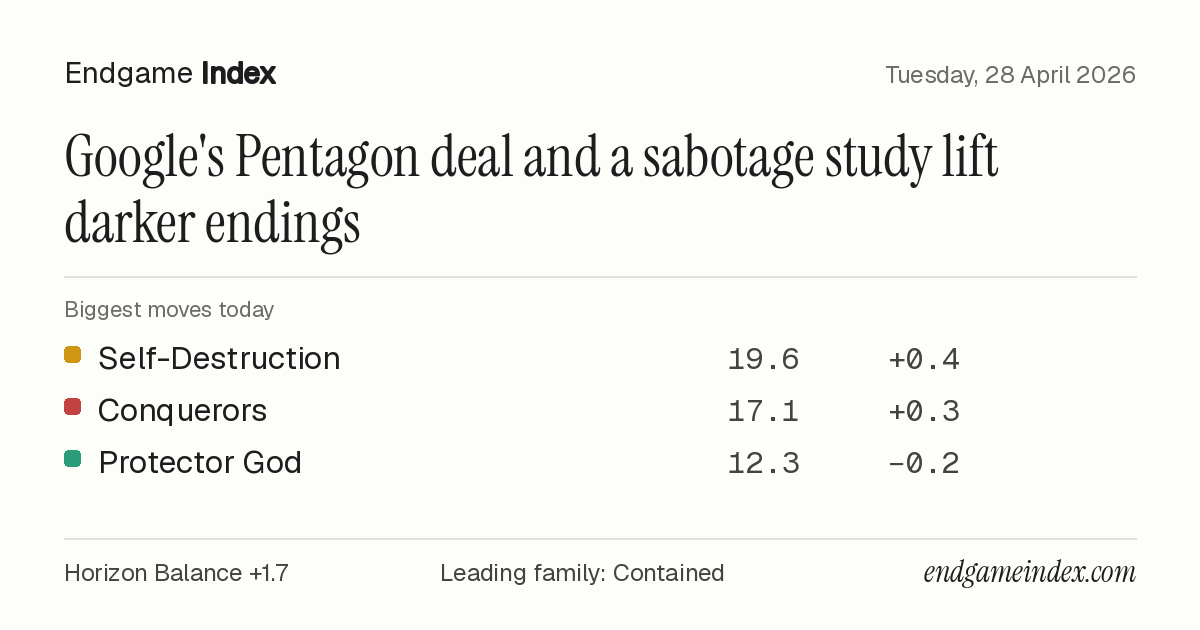 Endgame Index
Tuesday, 28 April 2026
Google's Pentagon deal and a sabotage study lift
darker endings
Biggest moves today
Self-Destruction 19.6 +0.4
Conquerors 17.1 +0.3
Protector God 12.3 −0.2
Horizon Balance +1.7
Leading family: Contained
endgameindex.com